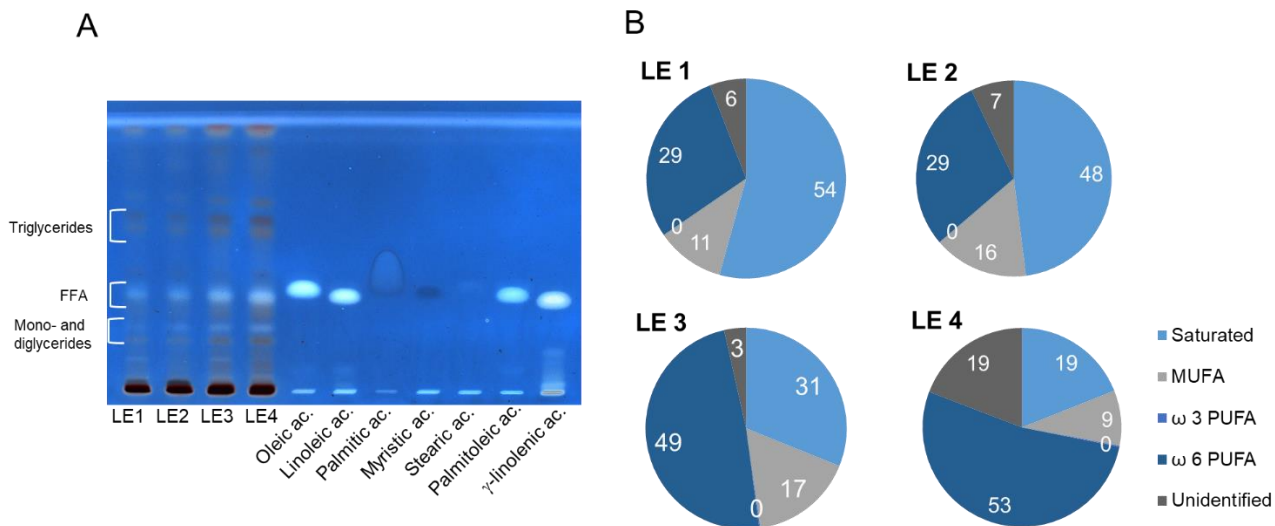 A
Triglycerides
FFA
Mono- and
diglycerides
LE1 LE2 LE3 LE4
Oleic ac.
Linoleic ac.
Palmitic ac.
Myristic ac.
Stearic ac.
Palmitoleic ac.
γ-linolenic ac.
B
LE 1
6
29
54
0
11
LE 2
7
29
48
0
16
LE 3
3
31
49
17
0
LE 4
19
19
9
0
53
Saturated
MUFA
ω 3 PUFA
ω 6 PUFA
Unidentified